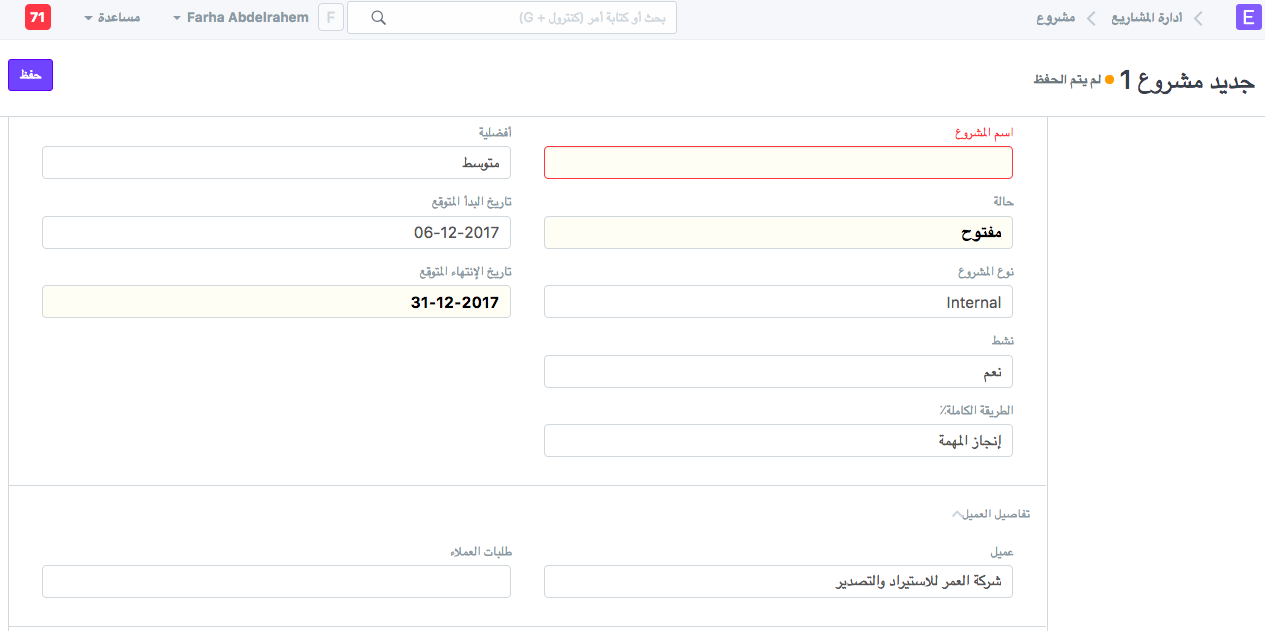 E
ادارة المشاريع
مشروع
بحث أو كتابة أمر (كنترول + G)
F
Farha Abdelrahem
مساعدة
71
جديد مشروع 1
لم يتم الحفظ
حفظ
اسم المشروع
أفضلية
متوسط
حالة
مفتوح
تاريخ البدأ المتوقع
06-12-2017
نوع المشروع
Internal
تاريخ الإنتهاء المتوقع
31-12-2017
نشط
نعم
الطريقة الكاملة٪
إنجاز المهمة
تفاصيل العميل
عميل
شركة العمر للاستيراد والتصدير
طلبات العملاء